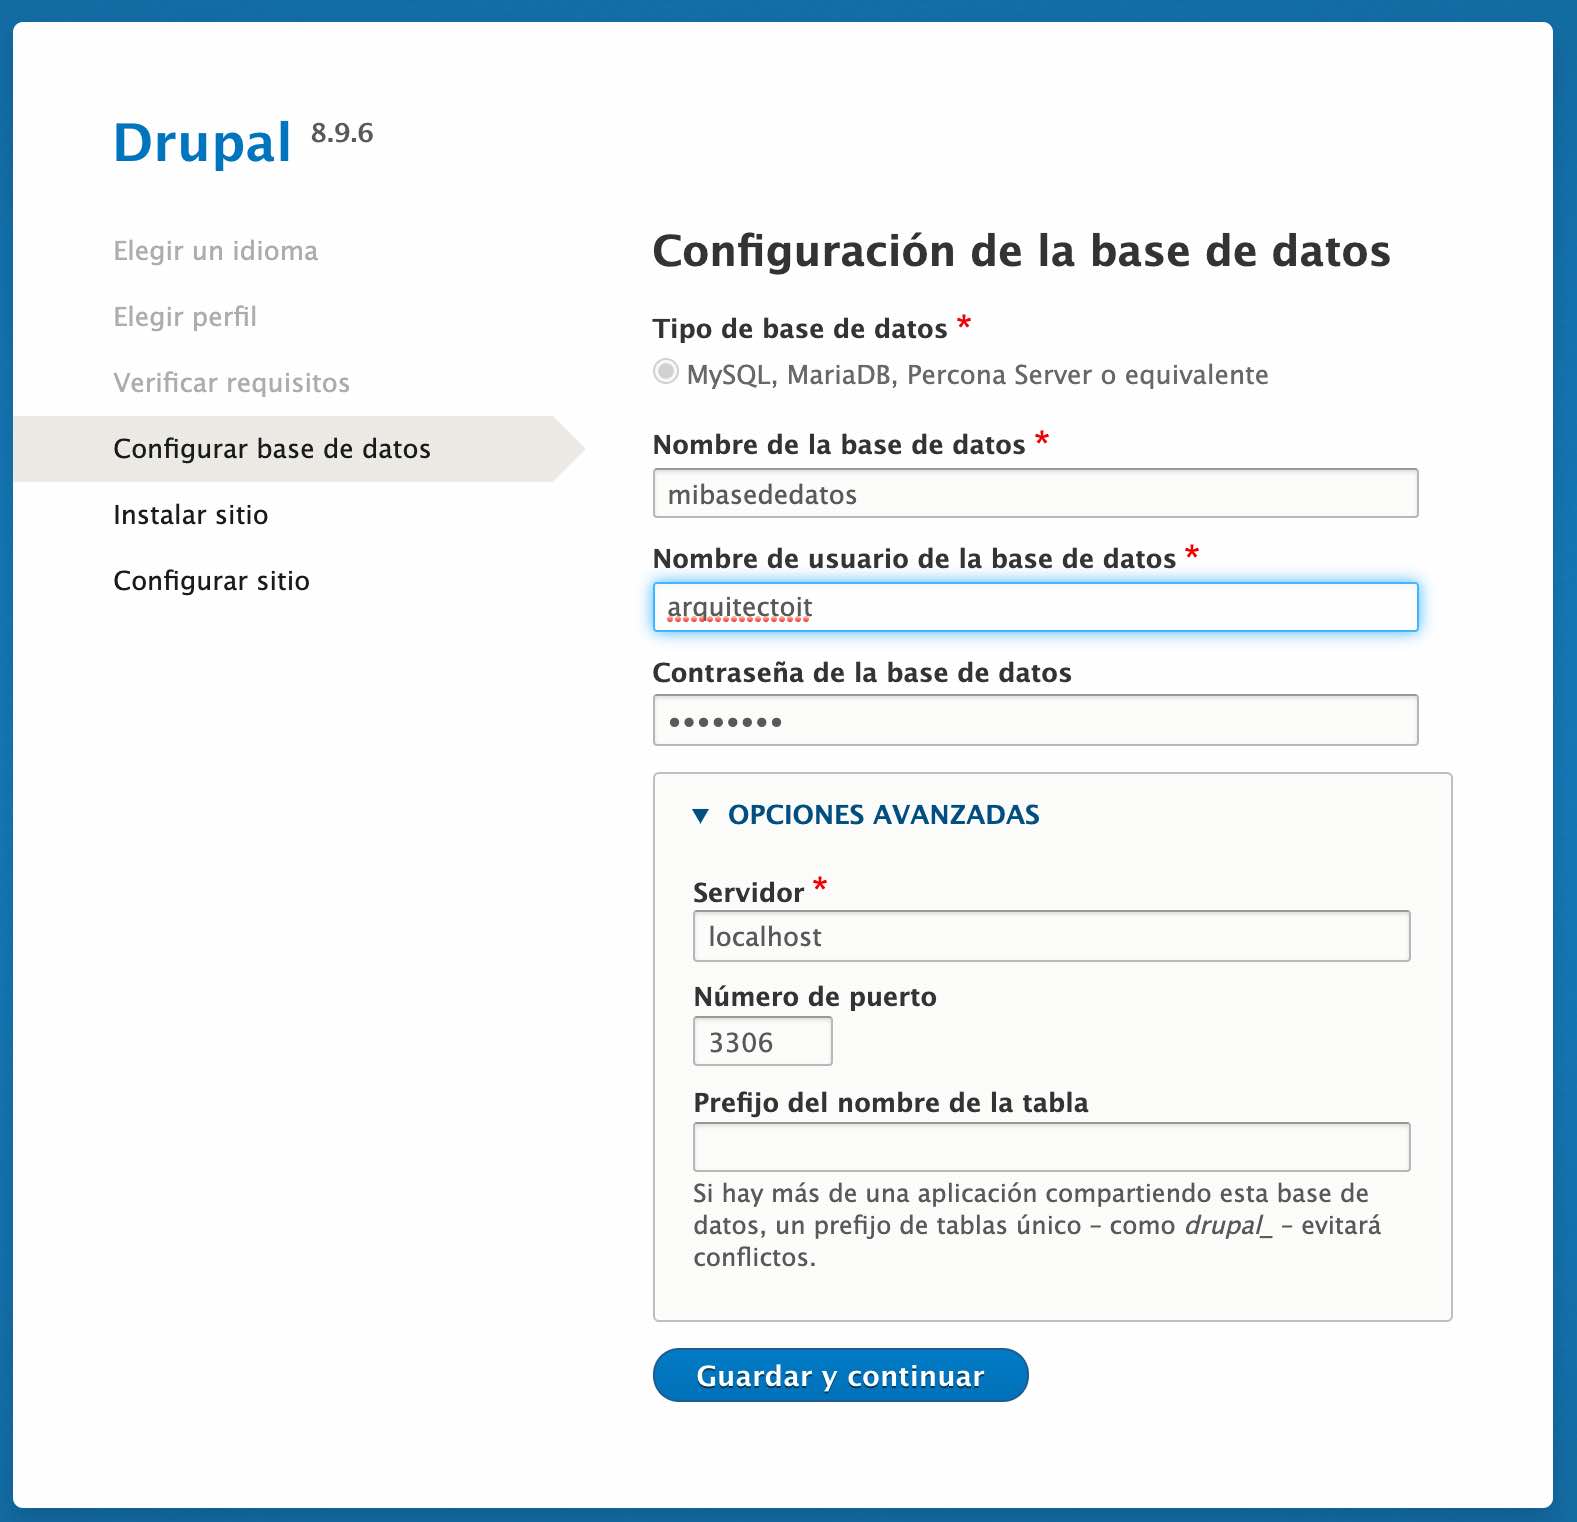 Drupal 8.9.6
Elegir un idioma
Elegir perfil
Verificar requisitos
Configurar base de datos
Instalar sitio
Configurar sitio
Configuración de la base de datos
Tipo de base de datos *
MySQL, MariaDB, Percona Server o equivalente
Nombre de la base de datos *
mibasededatos
Nombre de usuario de la base de datos *
arquitectoit
Contraseña de la base de datos
••••••••
▼ OPCIONES AVANZADAS
Servidor *
localhost
Número de puerto
3306
Prefijo del nombre de la tabla
Si hay más de una aplicación compartiendo esta base de
datos, un prefijo de tablas único – como drupal_ – evitará
conflictos.
Guardar y continuar